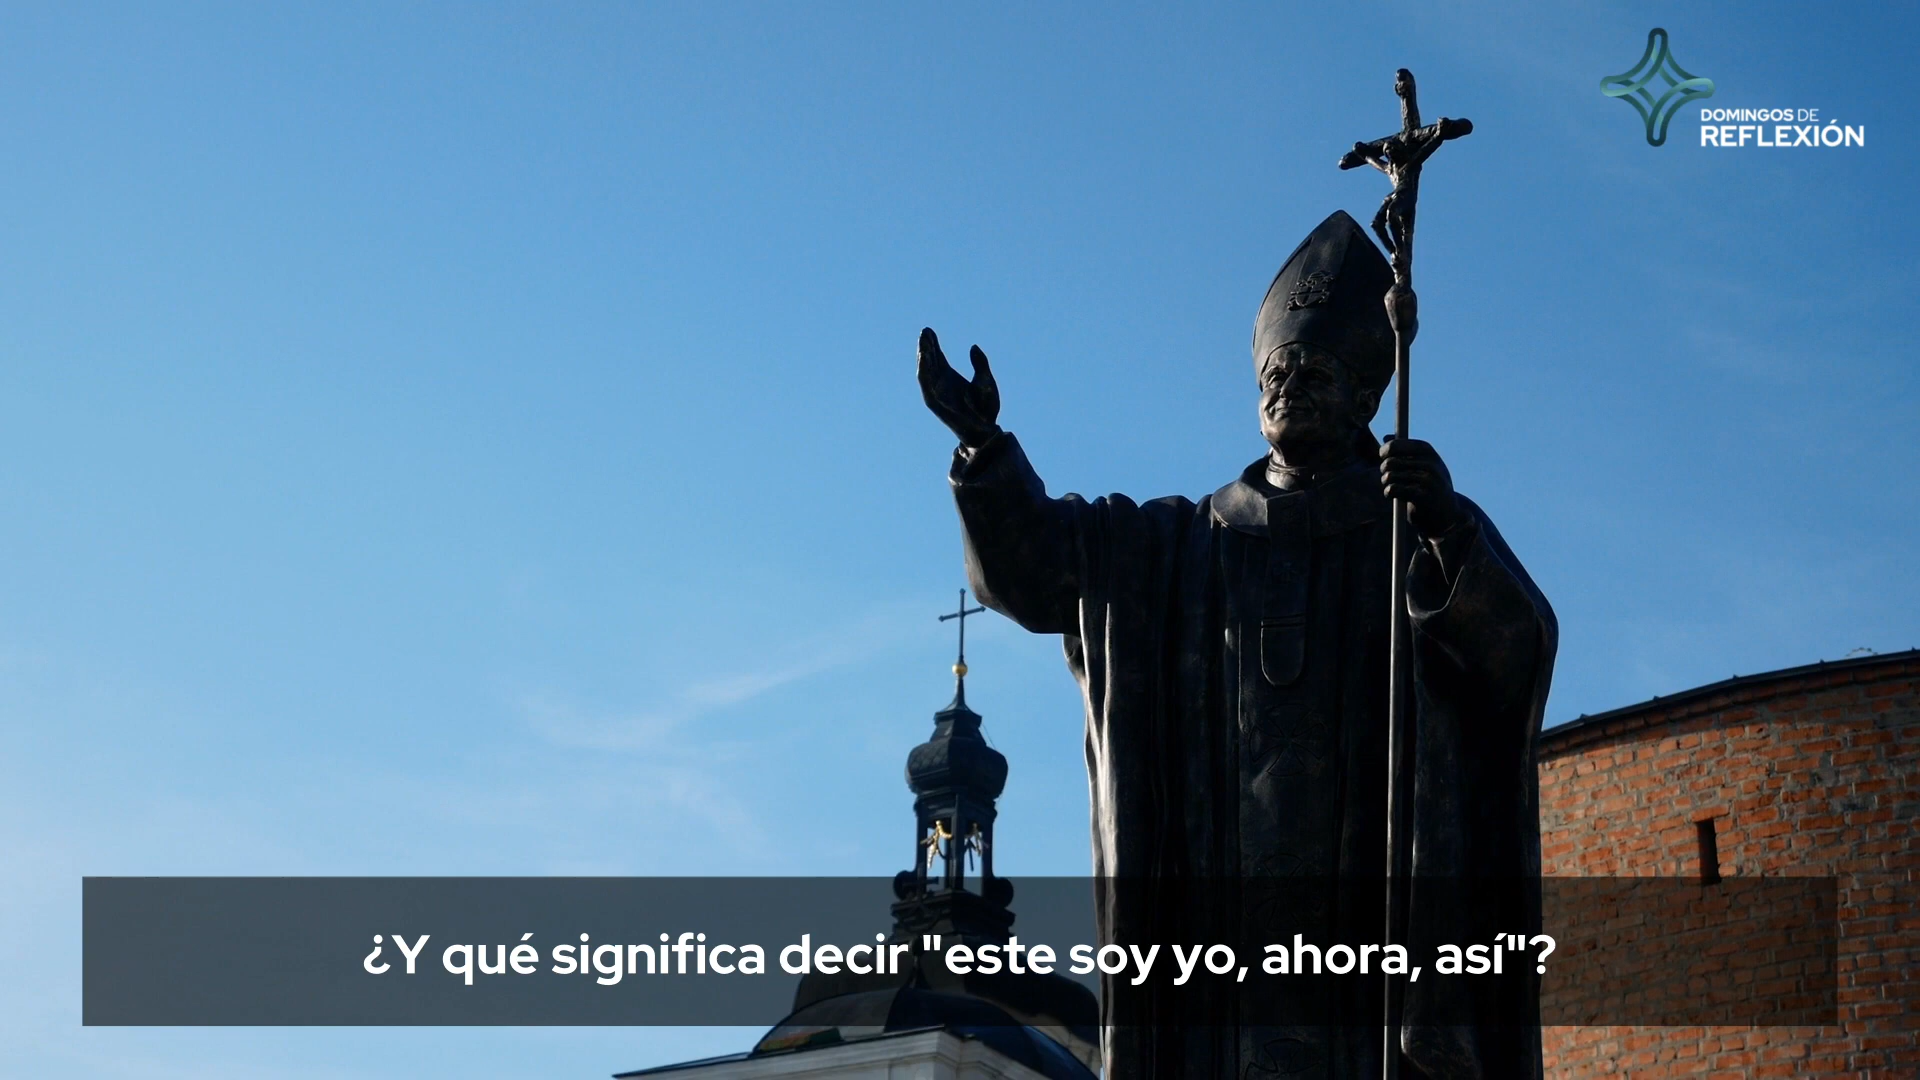 DOMINGOS DE
REFLEXIÓN
¿Y qué significa decir "este soy yo, ahora, así"?